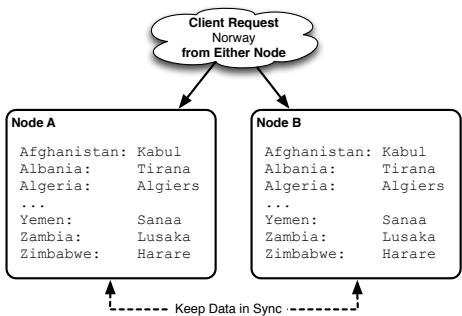 Client Request
Norway
from Either Node
Node A
Afghanistan: Kabul
Albania: Tirana
Algeria: Algiers
...
Yemen: Sanaa
Zambia: Lusaka
Zimbabwe: Harare
Node B
Afghanistan: Kabul
Albania: Tirana
Algeria: Algiers
...
Yemen: Sanaa
Zambia: Lusaka
Zimbabwe: Harare
Keep Data in Sync